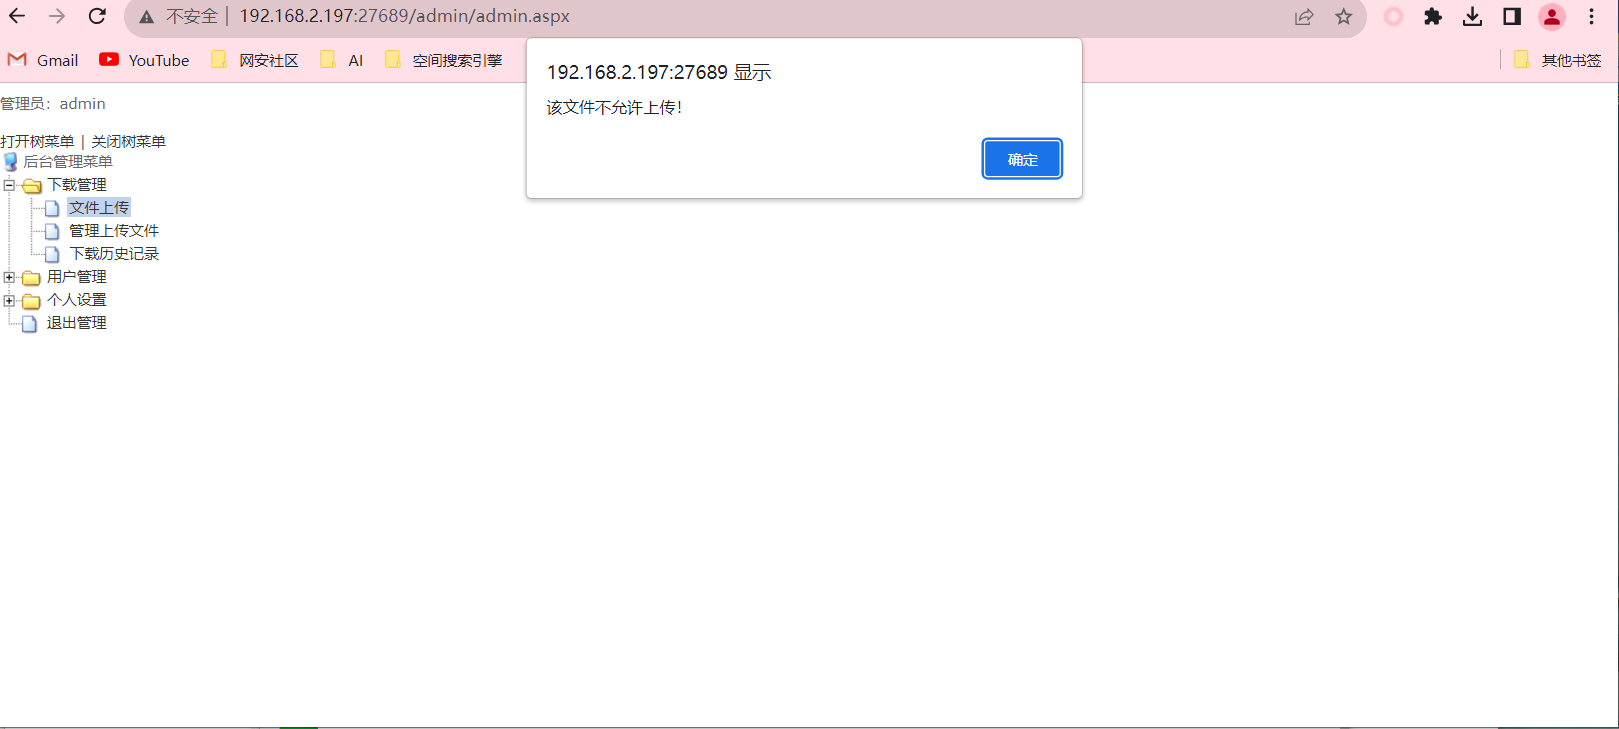 不安全 192.168.2.197:27689/admin/admin.aspx
Gmail YouTube 网安社区 AI 空间搜索引擎 其他书签
192.168.2.197:27689 显示
该文件不允许上传!
确定
管理员: admin
打开树菜单 | 关闭树菜单
后台管理菜单
下载管理
文件上传
管理上传文件
下载历史记录
用户管理
个人设置
退出管理